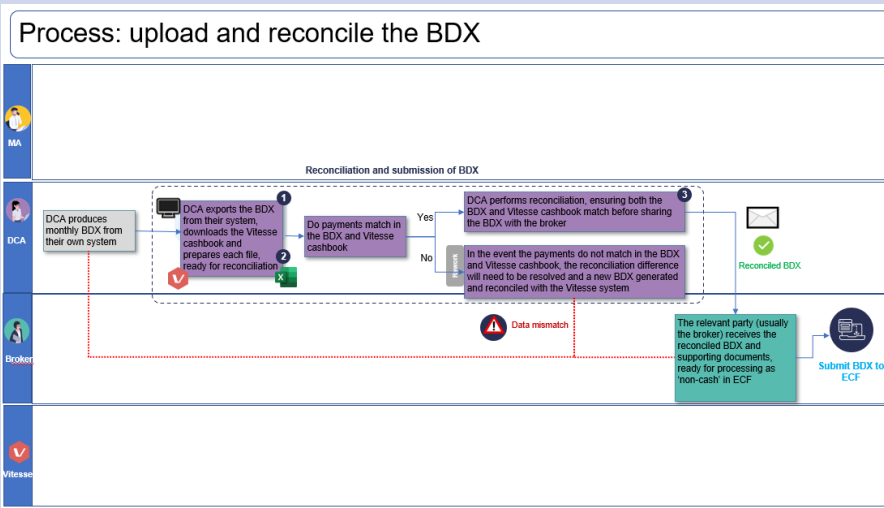 Process: upload and reconcile the BDX
MA
Reconciliation and submission of BDX
DCA
DCA produces
monthly BDX from
their own system
1
DCA exports the BDX
from their system,
downloads the Vitesse
cashbook and
prepares each file,
ready for reconciliation
2
Do payments match in
the BDX and Vitesse
cashbook
Yes
No
3
DCA performs reconciliation, ensuring both the
BDX and Vitesse cashbook match before sharing
the BDX with the broker
Rework
In the event the payments do not match in the BDX
and Vitesse cashbook, the reconciliation difference
will need to be resolved and a new BDX generated
and reconciled with the Vitesse system
Reconciled BDX
Broker
Data mismatch
The relevant party (usually
the broker) receives the
reconciled BDX and
supporting documents,
ready for processing as
‘non-cash’ in ECF
Submit BDX to
ECF
Vitesse